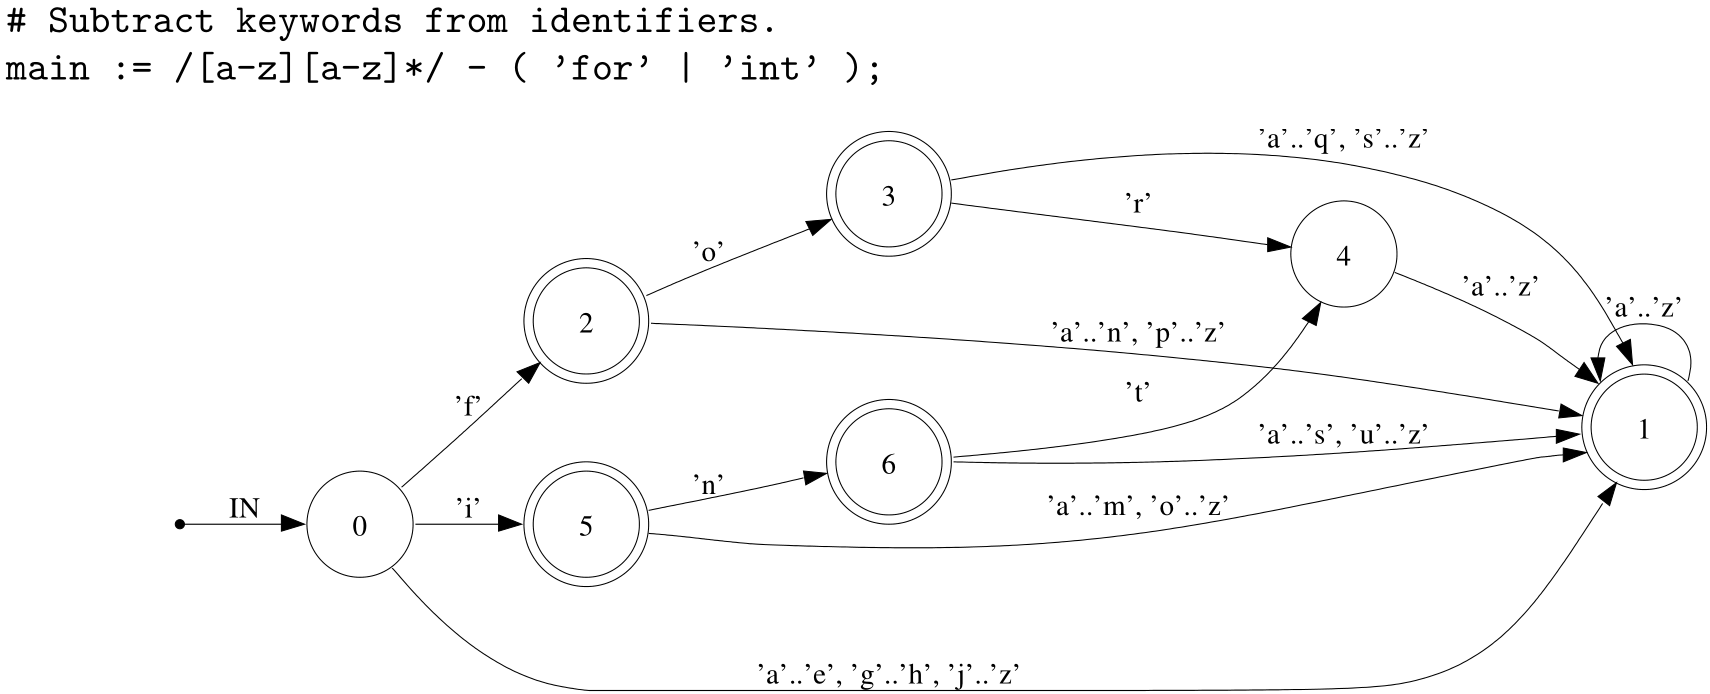 # Subtract keywords from identifiers.
main := /[a-z][a-z]*/ - ( ’for’ | ’int’ );
’a’..’q’, ’s’..’z’
3
’r’
’o’
4
’a’..’z’
’a’..’z’
2
’a’..’n’, ’p’..’z’
’t’
’f’
1
’a’..’s’, ’u’..’z’
6
’n’
’a’..’m’, ’o’..’z’
IN
’i’
0
5
’a’..’e’, ’g’..’h’, ’j’..’z’